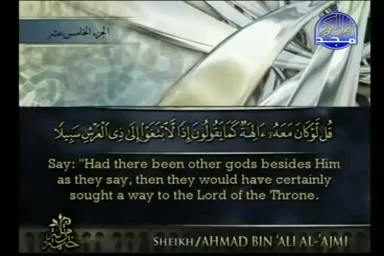 الجزء الخامس عشر
المجد
قُل لَّوْ كَانَ مَعَهُۥٓ ءَالِهَةٌ كَمَا يَقُولُونَ إِذًا لَّٱبْتَغَوْا۟ إِلَىٰ ذِى ٱلْعَرْشِ سَبِيلًا
Say: "Had there been other gods besides Him
as they say, then they would have certainly
sought a way to the Lord of the Throne.
SHEIKH/AHMAD BIN 'ALI AL-'AJMI